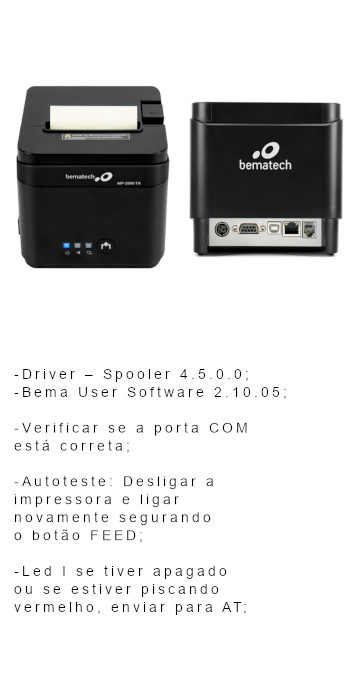 bematech
MP-2800 TH
bematech
-Driver – Spooler 4.5.0.0;
-Bema User Software 2.10.05;
-Verificar se a porta COM
está correta;
-Autoteste: Desligar a
impressora e ligar
novamente segurando
o botão FEED;
-Led I se tiver apagado
ou se estiver piscando
vermelho, enviar para AT;